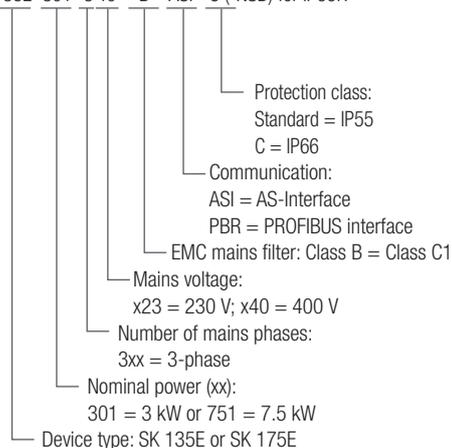 Protection class:
Standard = IP55
C = IP66
Communication:
ASI = AS-Interface
PBR = PROFIBUS interface
EMC mains filter: Class B = Class C1
Mains voltage:
x23 = 230 V; x40 = 400 V
Number of mains phases:
3xx = 3-phase
Nominal power (xx):
301 = 3 kW or 751 = 7.5 kW
Device type: SK 135E or SK 175E